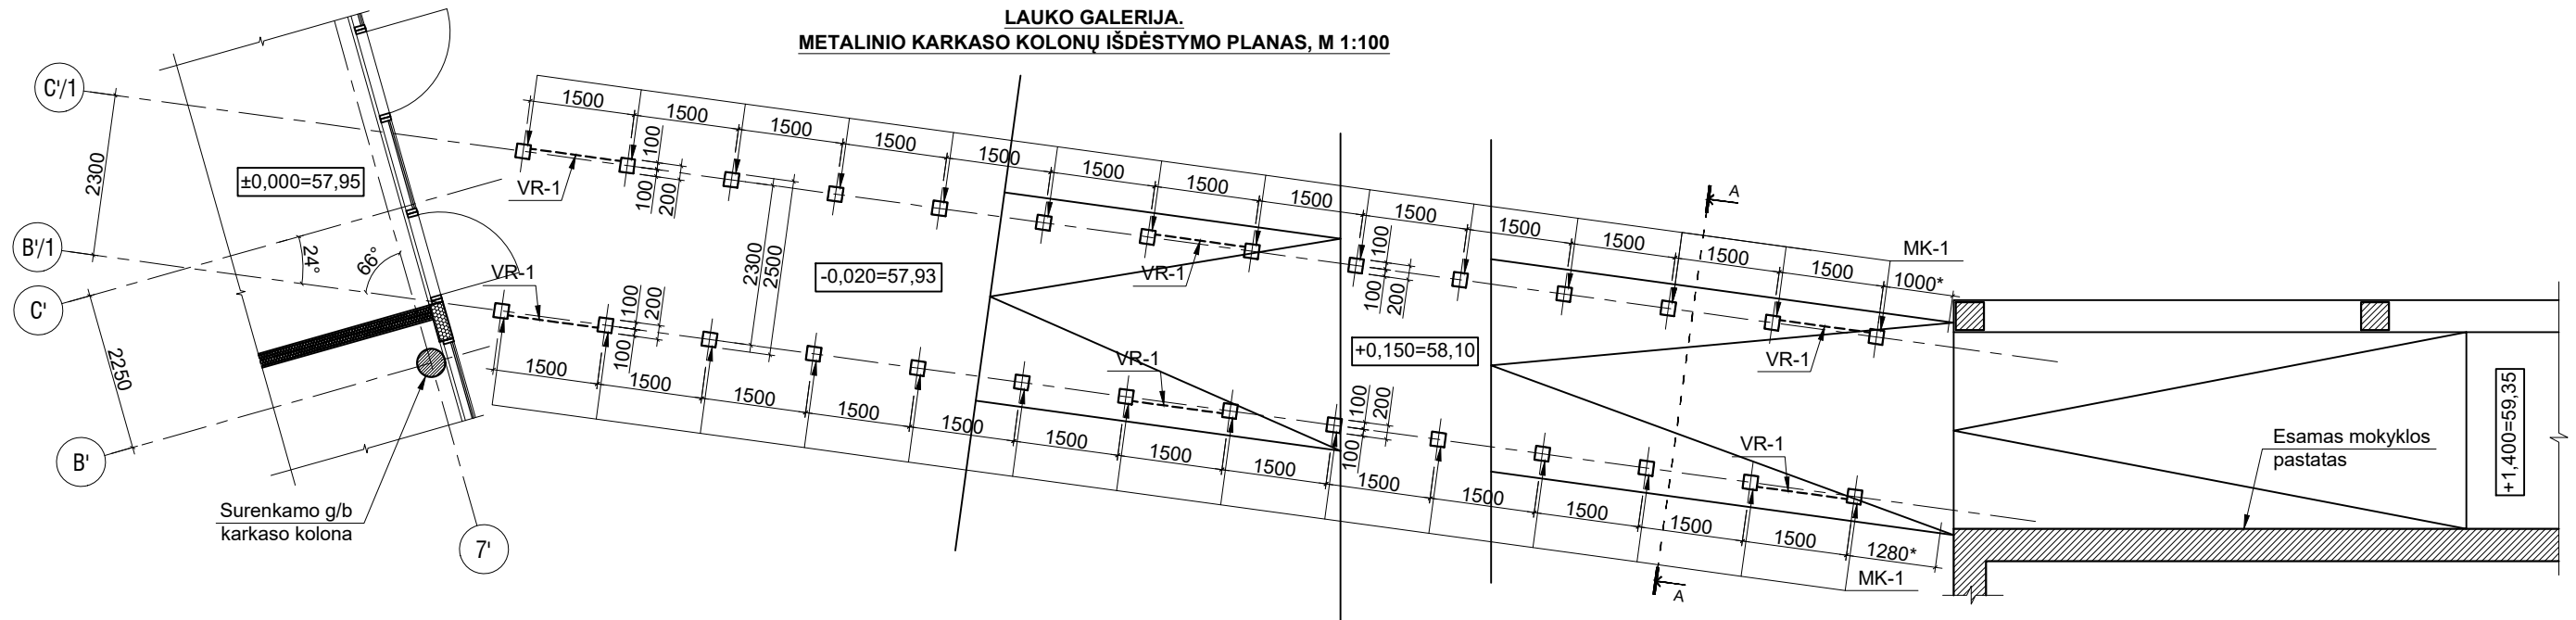 LAUKO GALERIJA.
METALINIO KARKASO KOLONŲ IŠDĖSTYMO PLANAS, M 1:100
C'/1
B'/1
C'
B'
7'
2300
2250
24°
66°
±0,000=57,95
Surenkamo g/b
karkaso kolona
1500
1500
1500
1500
1500
1500
1500
1500
1500
1500
1500
1500
1500
1000*
MK-1
VR-1
100
100
200
2300
2500
-0,020=57,93
VR-1
100
100
200
+0,150=58,10
VR-1
A
VR-1
100
100
200
VR-1
100
100
200
VR-1
1500
1500
1500
1500
1500
1500
1500
1500
1500
1500
1500
1500
1500
1280*
MK-1
A
Esamas mokyklos
pastatas
+1,400=59,35